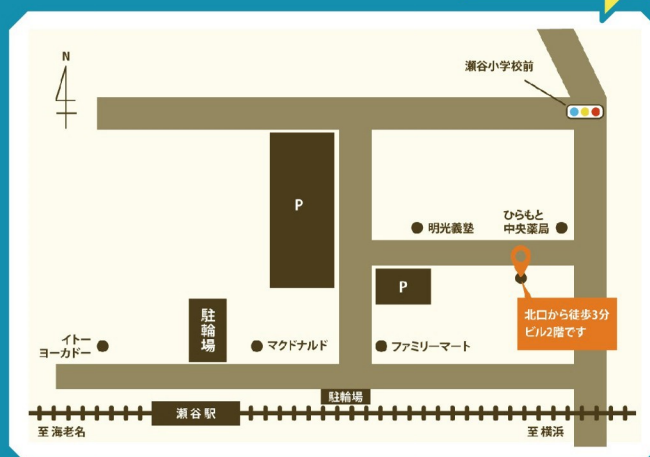 N
瀬谷小学校前
P
明光義塾
ひらもと
中央薬局
P
北口から徒歩3分
ビル2階です
駐輪場
イトー
ヨーカドー
マクドナルド
ファミリーマート
駐輪場
瀬谷駅
至海老名
至横浜